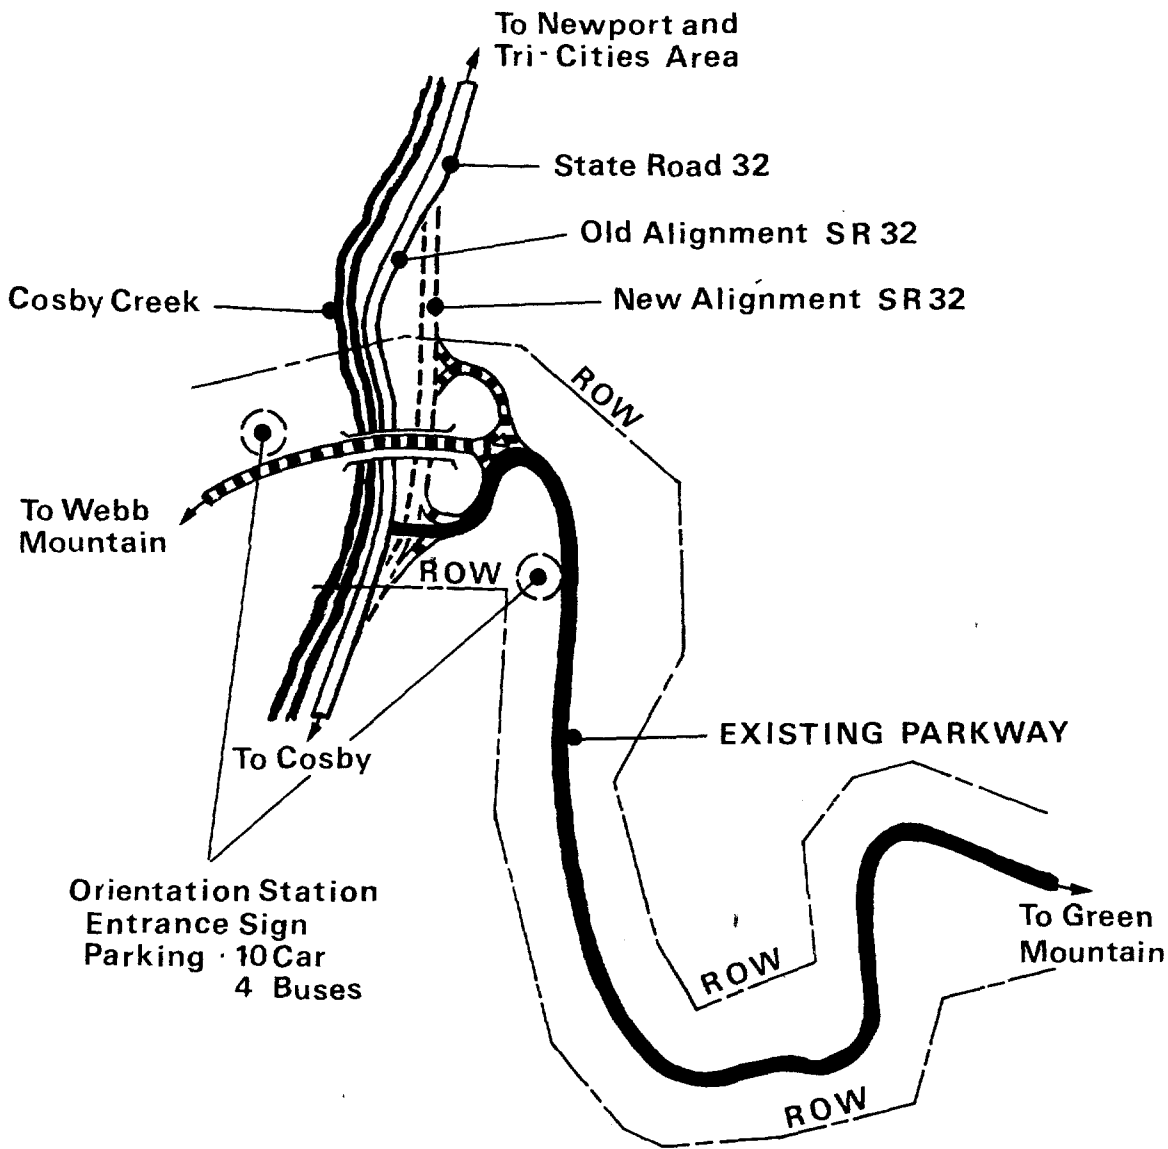 To Newport and
Tri-Cities Area
State Road 32
Old Alignment SR 32
New Alignment SR 32
Cosby Creek
ROW
To Webb
Mountain
ROW
EXISTING PARKWAY
To Cosby
Orientation Station
Entrance Sign
Parking · 10 Car
4 Buses
To Green
Mountain
ROW
ROW